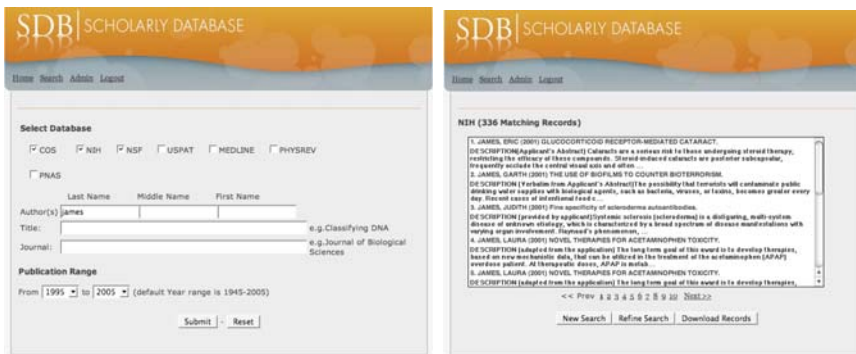 SDB SCHOLARLY DATABASE
Home Search Admin Logout
Select Database
COS NIH NSF USPAT MEDLINE PHYSREV
PNAS
Last Name Middle Name First Name
Author(s) james
Title: e.g.Classifying DNA
Journal: e.g.Journal of Biological
Sciences
Publication Range
From 1995 to 2005 (default Year range is 1945-2005)
Submit - Reset
SDB SCHOLARLY DATABASE
Home Search Admin Logout
NIH (336 Matching Records)
1. JAMES, ERIC (2001) GLUCOCORTICOID RECEPTOR-MEDIATED CATARACT.
DESCRIPTION(Applicant's Abstract) Cataracts are a serious risk to those undergoing steroid therapy,
restricting the efficacy of these compounds. Steroid-induced cataracts are posterior subcapsular,
frequently occlude the central visual axis and often ...
2. JAMES, GARTH (2001) THE USE OF BIOFILMS TO COUNTER BIOTERRORISM.
DESCRIPTION (Verbatim from Applicant's Abstract)The possibility that terrorists will contaminate public
drinking water supplies with biological agents, such as bacteria, viruses, or toxins, becomes greater every
day. Recent cases of intentional food c...
3. JAMES, JUDITH (2001) Fine specificity of scleroderma autoantibodies.
DESCRIPTION (provided by applicant)Systemic sclerosis (scleroderma) is a disfiguring, multi-system
disease of unknown etiology, which is characterized by a broad spectrum of disease manifestations with
varying organ involvement. Raynaud's phenomenon, ...
4. JAMES, LAURA (2001) NOVEL THERAPIES FOR ACETAMINOPHEN TOXICITY.
DESCRIPTION (adapted from the application) The long term goal of this award is to develop therapies,
based on new mechanistic data, that can be utilized in the treatment of the acetaminophen (APAP)
overdose patient. At therapeutic doses, APAP is metab...
5. JAMES, LAURA (2001) NOVEL THERAPIES FOR ACETAMINOPHEN TOXICITY.
DESCRIPTION (adapted from the application) The long term goal of this award is to develop therapies,
<< Prev 1 2 3 4 5 6 7 8 9 10 Next>>
New Search Refine Search Download Records